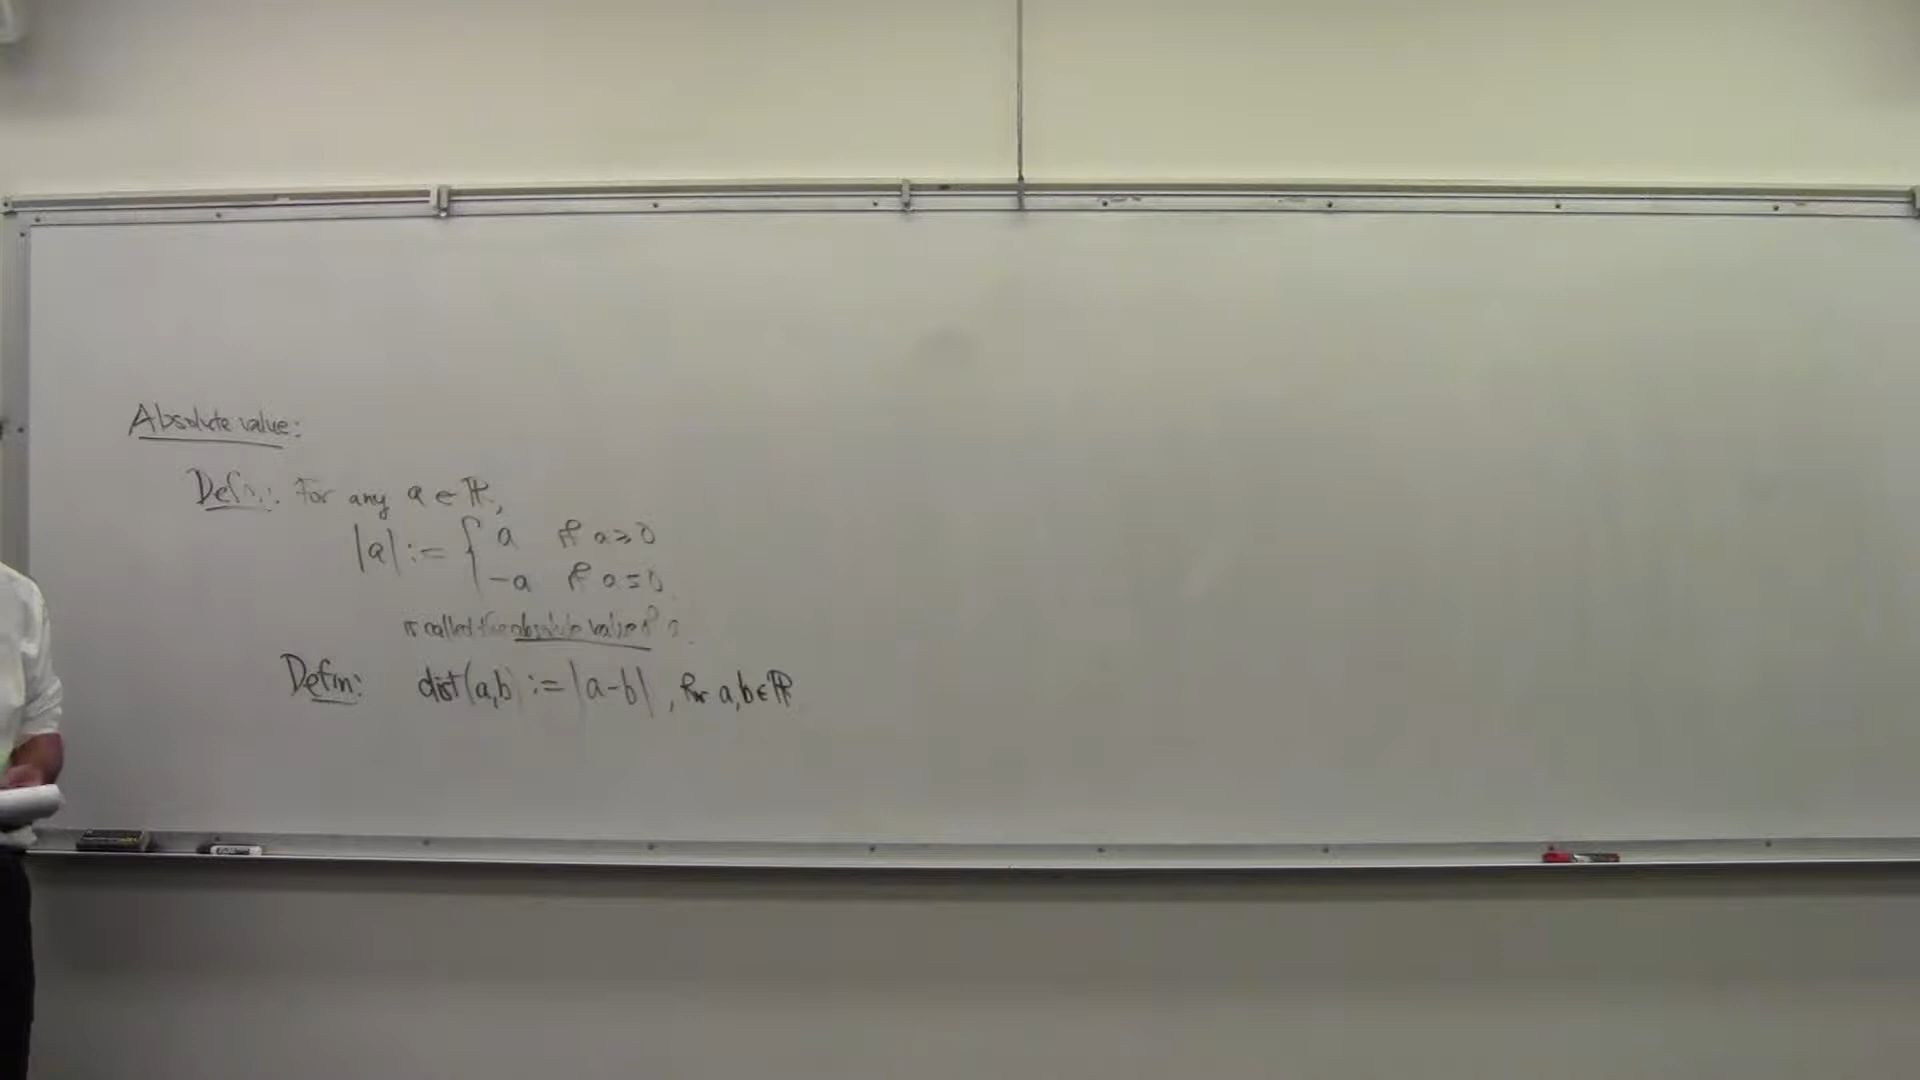 Absolute value:
Defn.: For any a ∈ ℝ,
|a| := { a if a ≥ 0
-a if a ≤ 0
is called the absolute value of a.
Defn: dist(a,b) := |a-b|, for a,b ∈ ℝ